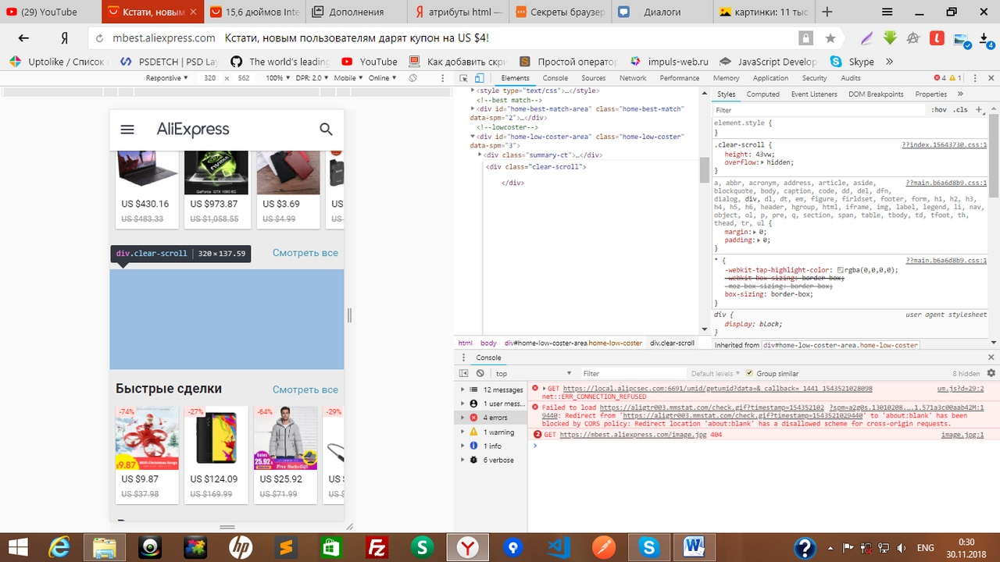 (29) YouTube
Кстати, новым
15,6 дюймов Inte
Дополнения
атрибуты html —
Секреты браузер
Диалоги
картинки: 11 тыс
mbest.aliexpress.com Кстати, новым пользователям дарят купон на US $4!
4
Uptolike / Список
PSDETCH | PSD La
The world's leading
YouTube
Как добавить скри
Простой оператор
impuls-web.ru
JavaScript Develop
Skype
Responsive ▼ 320 × 562 100% ▼ DPR: 2.0 ▼ Mobile ▼ Online ▼
AliExpress
GEFORCE GTX 1060 6G
US $430.16
US $973.87
US $3.69
US $483.33
US $1,058.55
US $4.99
Смотреть все
div.clear-scroll 320 × 137.59
Быстрые сделки
Смотреть все
-74%
-27%
-64%
-29%
$9.87
25.92
US $9.87
US $124.09
US $25.92
US $37.98
US $169.99
US $71.99
Elements Console Sources Network Performance Memory Application Security Audits
4 1
<style type="text/css">…</style>
<!--best match-->
<div id="home-best-match-area" class="home-best-match"
data-spm="2">…</div>
<!--lowcoster-->
<div id="home-low-coster-area" class="home-low-coster"
data-spm="3">
<div class="summary-ct">…</div>
<div class="clear-scroll">
</div>
html body div#home-low-coster-area.home-low-coster div.clear-scroll
Styles Computed Event Listeners DOM Breakpoints Properties »
Filter :hov .cls +
element.style {
}
.clear-scroll { ??index.15643730.css:1
height: 43vw;
overflow: hidden;
}
a, abbr, acronym, address, article, aside, ??main.b6a6d8b9.css:1
blockquote, body, caption, code, dd, del, dfn,
dialog, div, dl, dt, em, figure, firldset, footer, form, h1, h2, h3,
h4, h5, h6, header, hgroup, html, iframe, img, label, legend, li, nav,
object, ol, p, pre, q, section, span, table, tbody, td, tfoot, th,
thead, tr, ul {
margin: 0;
padding: 0;
}
* { ??main.b6a6d8b9.css:1
-webkit-tap-highlight-color: rgba(0,0,0,0);
-webkit-box-sizing: border-box;
-moz-box-sizing: border-box;
box-sizing: border-box;
}
div { user agent stylesheet
display: block;
}
Inherited from div#home-low-coster-area.home-low-coster
Console
top Filter Default levels ▼ Group similar 8 hidden
12 messages
1 user mess...
4 errors
1 warning
1 info
6 verbose
GET https://local.alipcsec.com:6691/umid/getumid?data=&_callback=_1441_1543521028098 um.js?d=29:2
net::ERR_CONNECTION_REFUSED
Failed to load https://aligtr003.mmstat.com/check.gif?timestamp=154352102 ?spm=a2g0s.13010208...1.571a3c00aab42M:1
9440: Redirect from 'https://aligtr003.mmstat.com/check.gif?timestamp=1543521029440' to 'about:blank' has been
blocked by CORS policy: Redirect location 'about:blank' has a disallowed scheme for cross-origin requests.
2 GET https://mbest.aliexpress.com/image.jpg 404 image.jpg:1
ENG
0:30
30.11.2018